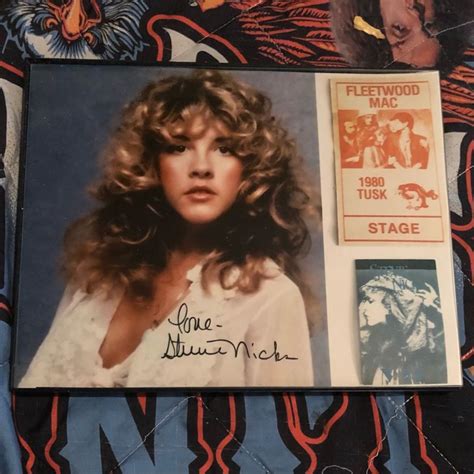 FLEETWOOD
MAC
1980
TUSK
STAGE
Love -
Stevie Nicks